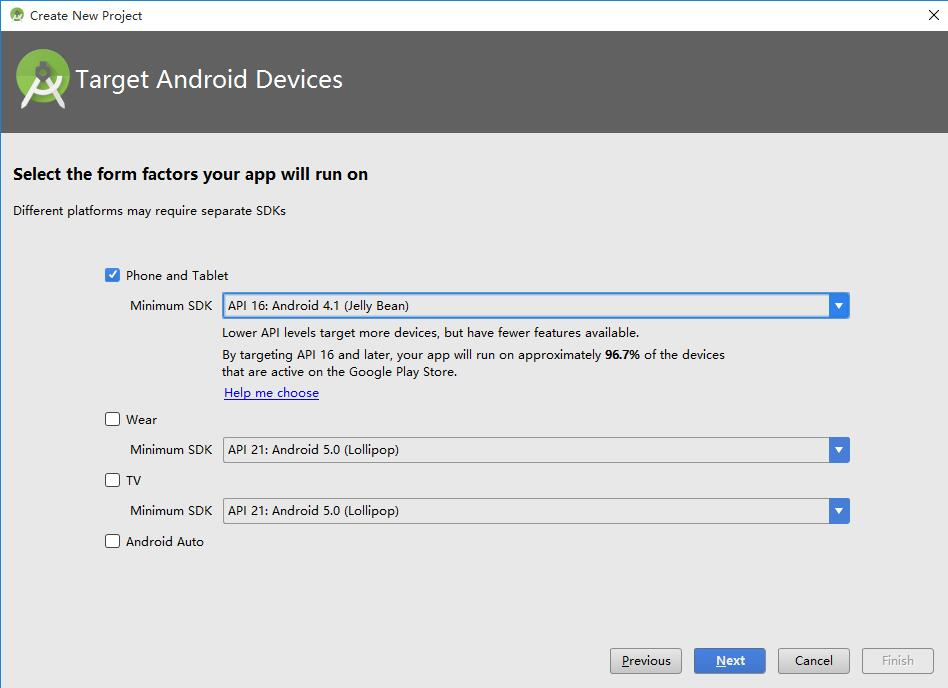 Create New Project
Target Android Devices
Select the form factors your app will run on
Different platforms may require separate SDKs
Phone and Tablet
Minimum SDK API 16: Android 4.1 (Jelly Bean)
Lower API levels target more devices, but have fewer features available.
By targeting API 16 and later, your app will run on approximately 96.7% of the devices
that are active on the Google Play Store.
Help me choose
Wear
Minimum SDK API 21: Android 5.0 (Lollipop)
TV
Minimum SDK API 21: Android 5.0 (Lollipop)
Android Auto
Previous Next Cancel Finish